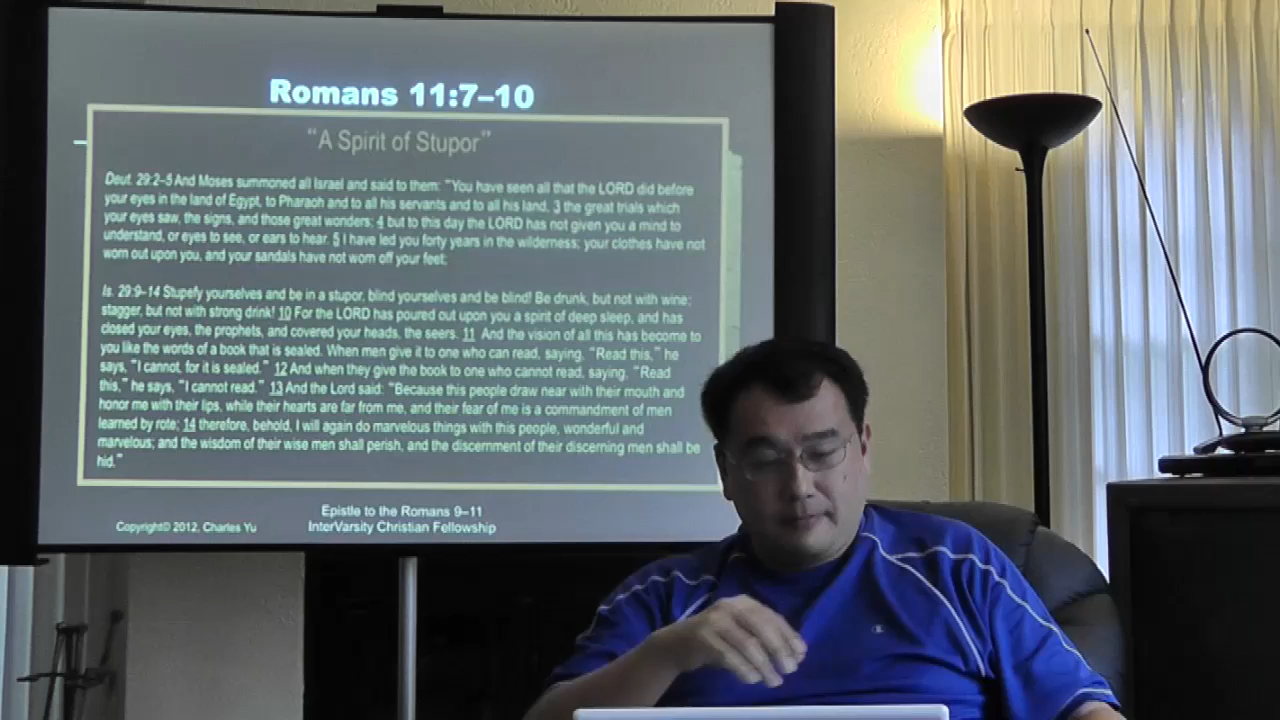 Romans 11:7–10
“A Spirit of Stupor”
Deut. 29:2–5 And Moses summoned all Israel and said to them: “You have seen all that the LORD did before
your eyes in the land of Egypt, to Pharaoh and to all his servants and to all his land, 3 the great trials which
your eyes saw, the signs, and those great wonders; 4 but to this day the LORD has not given you a mind to
understand, or eyes to see, or ears to hear. 5 I have led you forty years in the wilderness; your clothes have not
worn out upon you, and your sandals have not worn off your feet;
Is. 29:9–14 Stupefy yourselves and be in a stupor, blind yourselves and be blind! Be drunk, but not with wine;
stagger, but not with strong drink! 10 For the LORD has poured out upon you a spirit of deep sleep, and has
closed your eyes, the prophets, and covered your heads, the seers. 11 And the vision of all this has become to
you like the words of a book that is sealed. When men give it to one who can read, saying, “Read this,” he
says, “I cannot, for it is sealed.” 12 And when they give the book to one who cannot read, saying, “Read
this,” he says, “I cannot read.” 13 And the Lord said: “Because this people draw near with their mouth and
honor me with their lips, while their hearts are far from me, and their fear of me is a commandment of men
learned by rote; 14 therefore, behold, I will again do marvelous things with this people, wonderful and
marvelous; and the wisdom of their wise men shall perish, and the discernment of their discerning men shall be
hid.”
Epistle to the Romans 9–11
Copyright© 2012, Charles Yu InterVarsity Christian Fellowship